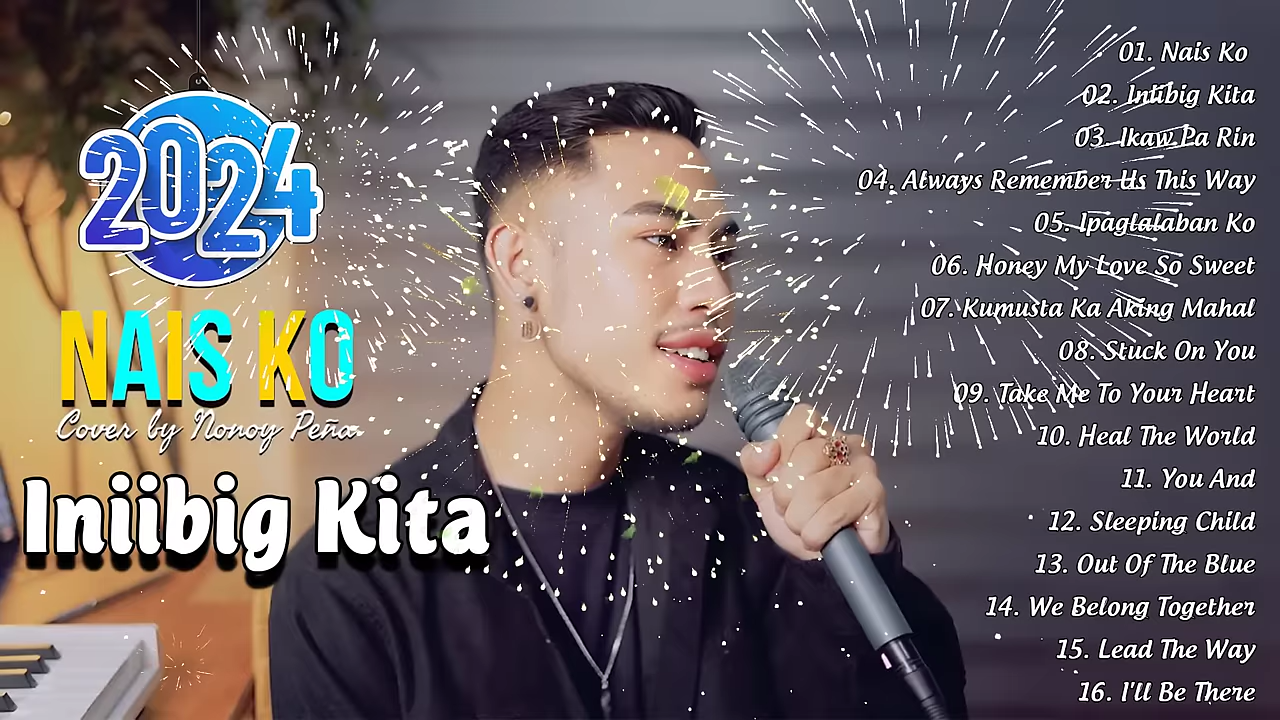 2024
NAIS KO
Cover by Nonoy Peña
Iniibig Kita
01. Nais Ko
02. Iniibig Kita
03. Ikaw Pa Rin
04. Always Remember Us This Way
05. Ipaglalaban Ko
06. Honey My Love So Sweet
07. Kumusta Ka Aking Mahal
08. Stuck On You
09. Take Me To Your Heart
10. Heal The World
11. You And
12. Sleeping Child
13. Out Of The Blue
14. We Belong Together
15. Lead The Way
16. I'll Be There